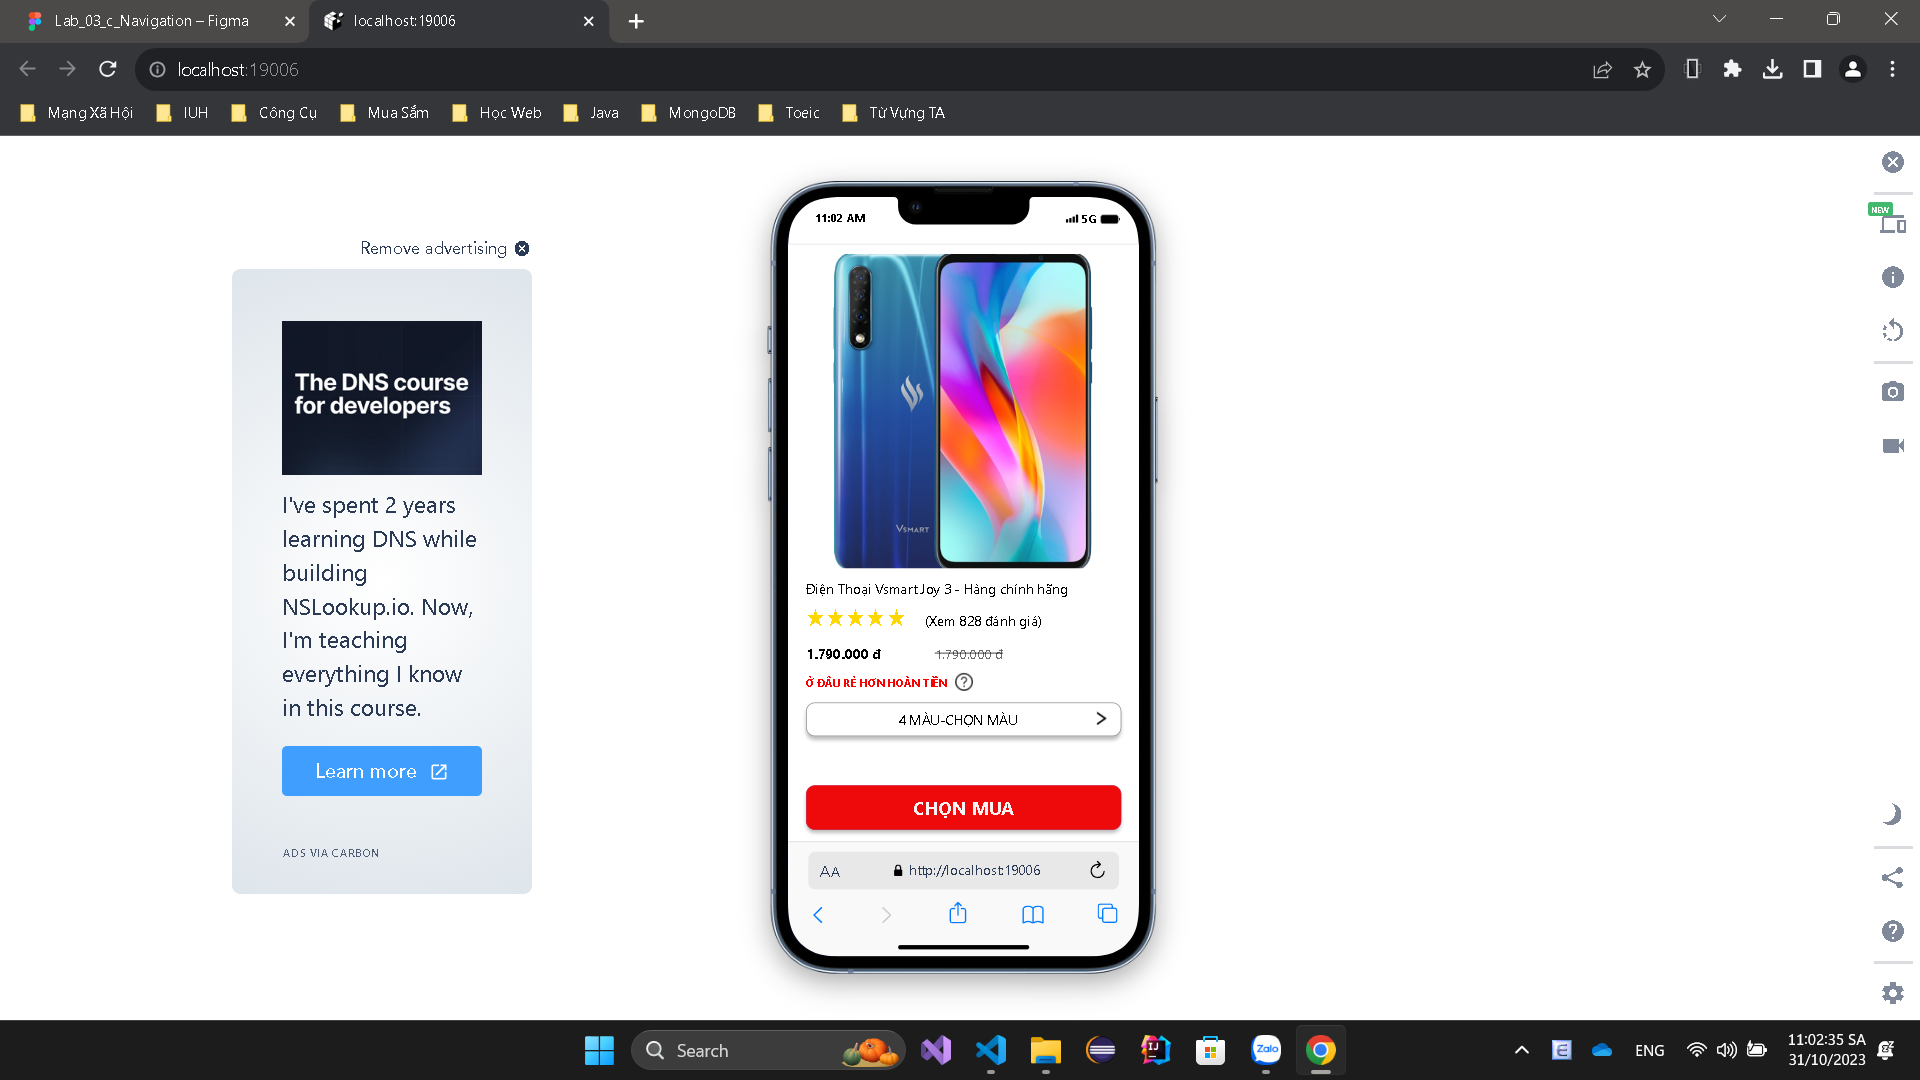 Lab_03_c_Navigation – Figma
localhost:19006
localhost:19006
Mạng Xã Hội
IUH
Công Cụ
Mua Sắm
Học Web
Java
MongoDB
Toeic
Từ Vựng TA
NEW
Remove advertising
The DNS course
for developers
I've spent 2 years
learning DNS while
building
NSLookup.io. Now,
I'm teaching
everything I know
in this course.
Learn more
ADS VIA CARBON
11:02 AM
5G
VSMART
Điện Thoại Vsmart Joy 3 - Hàng chính hãng
(Xem 828 đánh giá)
1.790.000 đ
1.790.000 đ
Ở ĐÂU RẺ HƠN HOÀN TIỀN
4 MÀU-CHỌN MÀU
CHỌN MUA
AA
http://localhost:19006
Search
Zalo
ENG
11:02:35 SA
31/10/2023